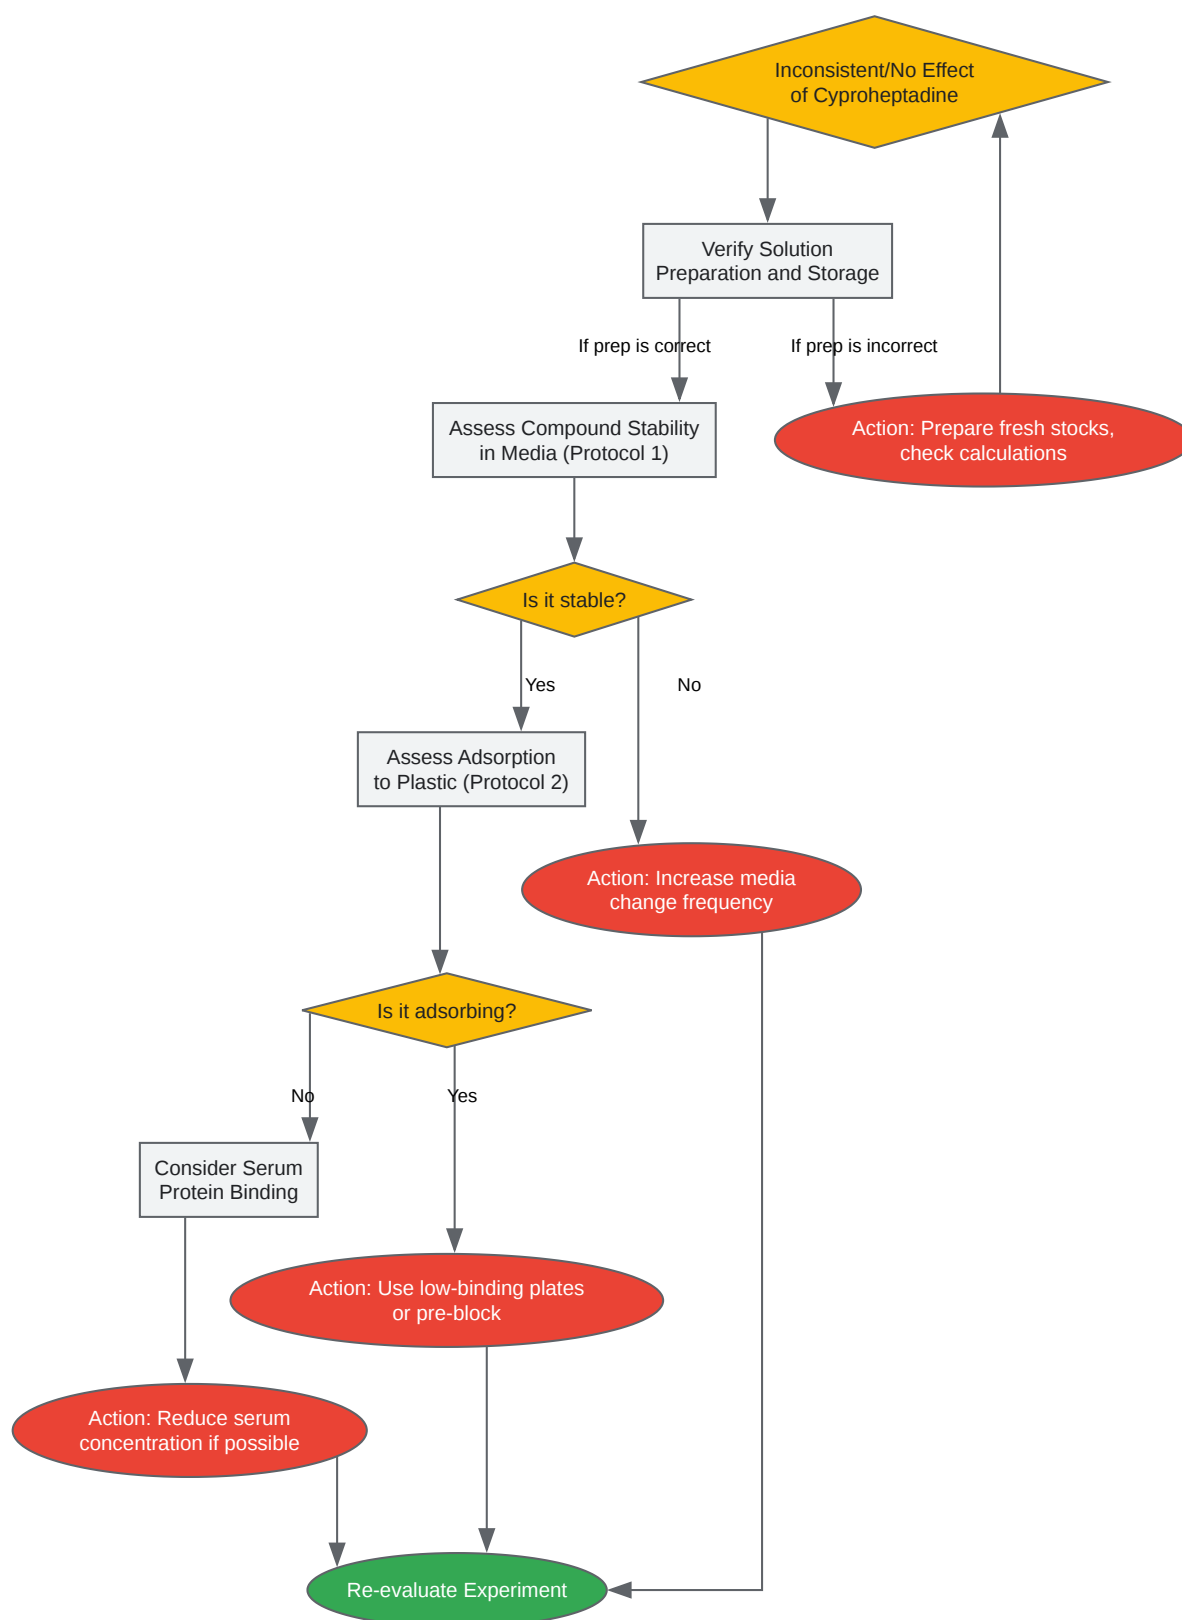 Inconsistent/No Effect
of Cyproheptadine
Verify Solution
Preparation and Storage
If prep is correct
If prep is incorrect
Assess Compound Stability
in Media (Protocol 1)
Action: Prepare fresh stocks,
check calculations
Is it stable?
Yes
No
Assess Adsorption
to Plastic (Protocol 2)
Action: Increase media
change frequency
Is it adsorbing?
No
Yes
Consider Serum
Protein Binding
Action: Use low-binding plates
or pre-block
Action: Reduce serum
concentration if possible
Re-evaluate Experiment